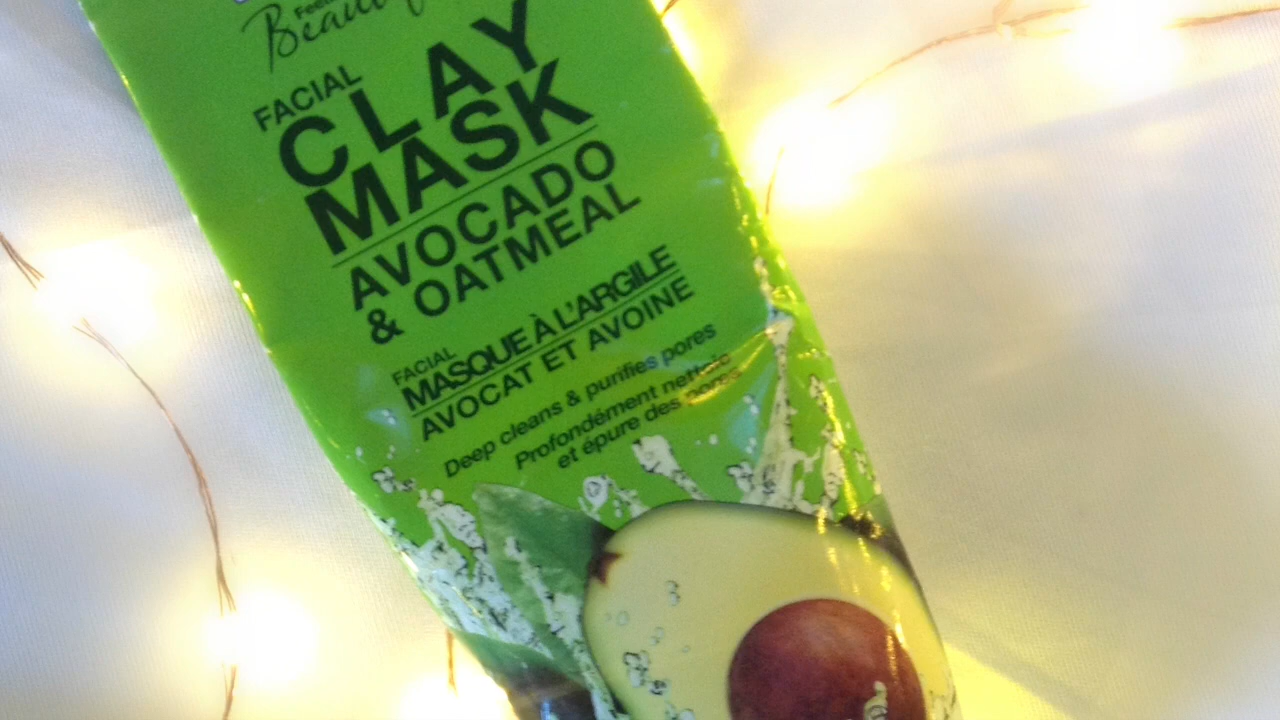 Beautiful
FACIAL
CLAY
MASK
AVOCADO
& OATMEAL
FACIAL
MASQUE À L'ARGILE
AVOCAT ET AVOINE
Deep cleans & purifies pores
Profondément nettoie
et épure des pores